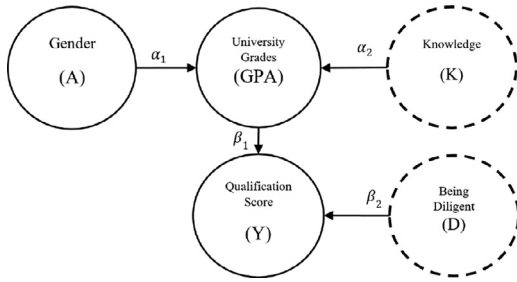 Gender
(A)
α₁
University
Grades
(GPA)
α₂
Knowledge
(K)
β₁
Qualification
Score
(Y)
β₂
Being
Diligent
(D)